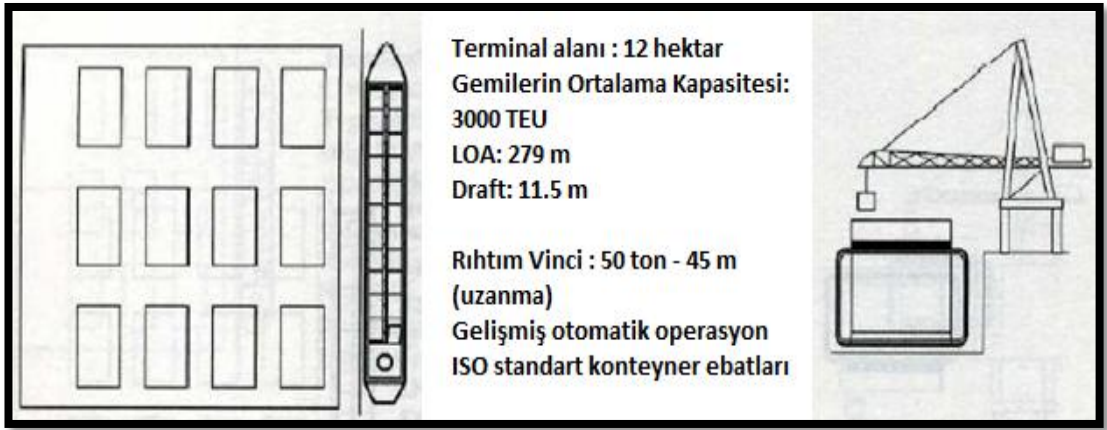 Terminal alanı : 12 hektar
Gemilerin Ortalama Kapasitesi:
3000 TEU
LOA: 279 m
Draft: 11.5 m
Rıhtım Vinci : 50 ton - 45 m
(uzanma)
Gelişmiş otomatik operasyon
ISO standart konteyner ebatları